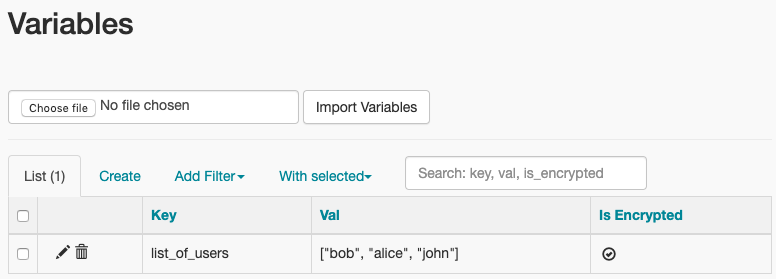 Variables
Choose file No file chosen Import Variables
List (1) Create Add Filter With selected Search: key, val, is_encrypted
Key Val Is Encrypted
list_of_users ["bob", "alice", "john"]